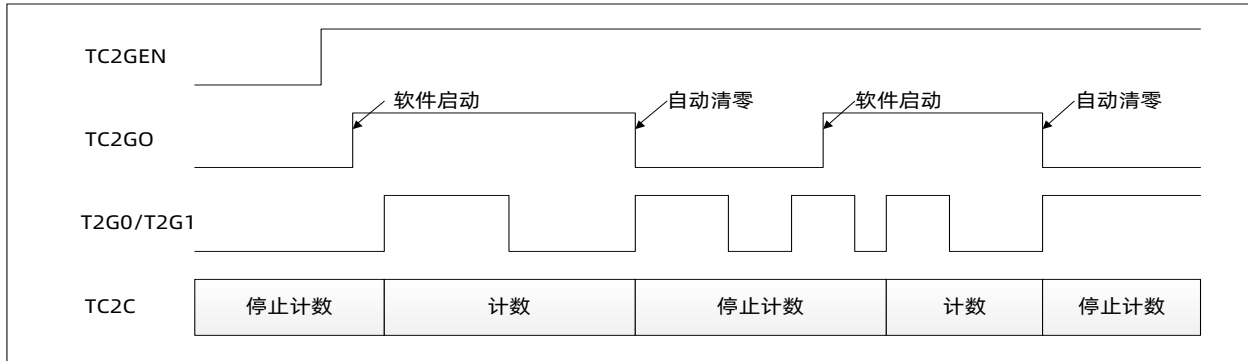 TC2GEN
软件启动 自动清零 软件启动 自动清零
TC2GO
T2G0/T2G1
TC2C 停止计数 计数 停止计数 计数 停止计数